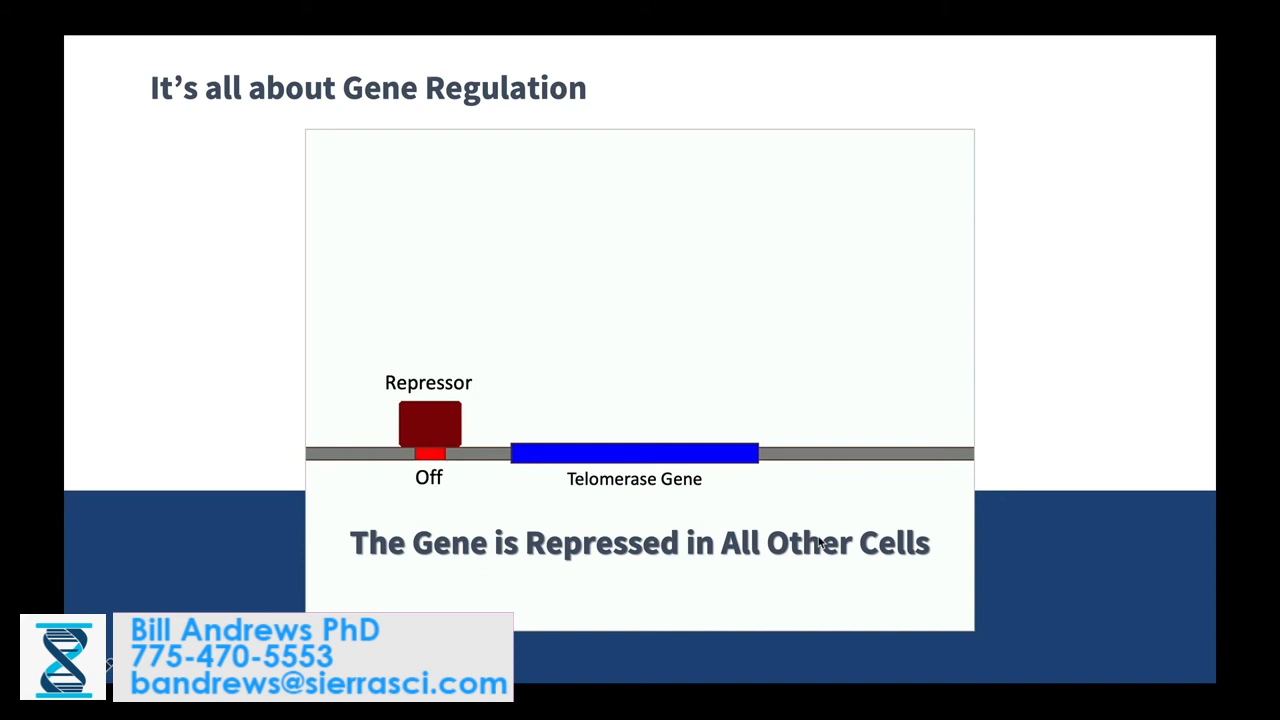 It's all about Gene Regulation
Repressor
Off
Telomerase Gene
The Gene is Repressed in All Other Cells
Bill Andrews PhD
775-470-5553
bandrews@sierrasci.com